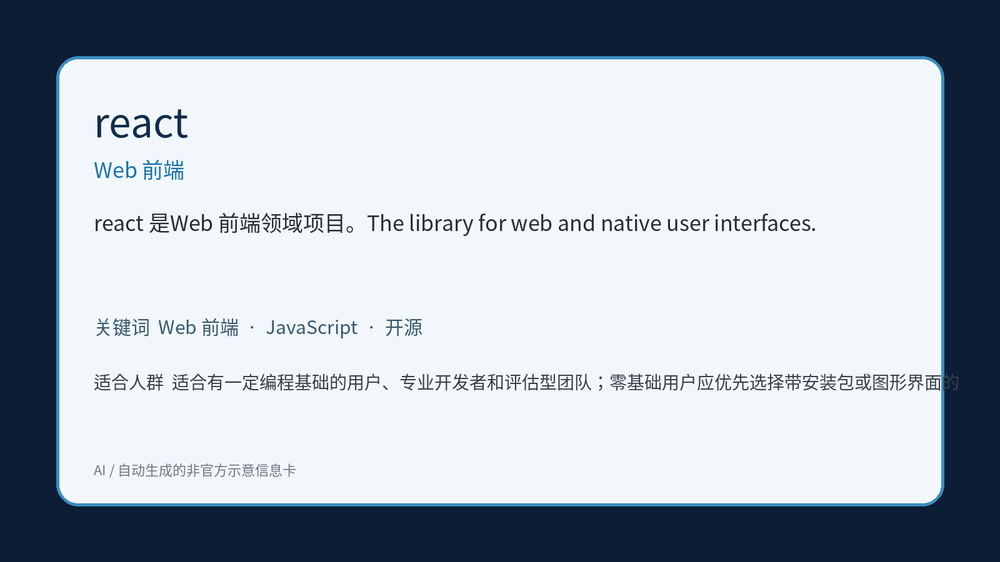 react
Web 前端
react 是Web 前端领域项目。The library for web and native user interfaces.
关键词 Web 前端 · JavaScript · 开源
适合人群 适合有一定编程基础的用户、专业开发者和评估型团队；零基础用户应优先选择带安装包或图形界面的
AI / 自动生成的非官方示意信息卡